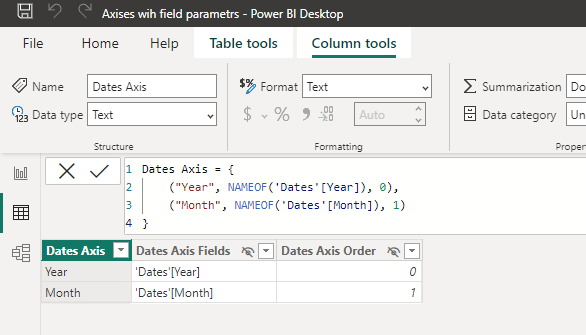 Axises wih field parametrs - Power BI Desktop
File Home Help Table tools Column tools
Name Dates Axis $% Format Text Σ Summarization Do
123 Data type Text $ % 9 .00 Auto Data category Un
Structure Formatting Proper
1 Dates Axis = {
2 ("Year", NAMEOF('Dates'[Year]), 0),
3 ("Month", NAMEOF('Dates'[Month]), 1)
4 }
Dates Axis Dates Axis Fields Dates Axis Order
Year 'Dates'[Year] 0
Month 'Dates'[Month] 1